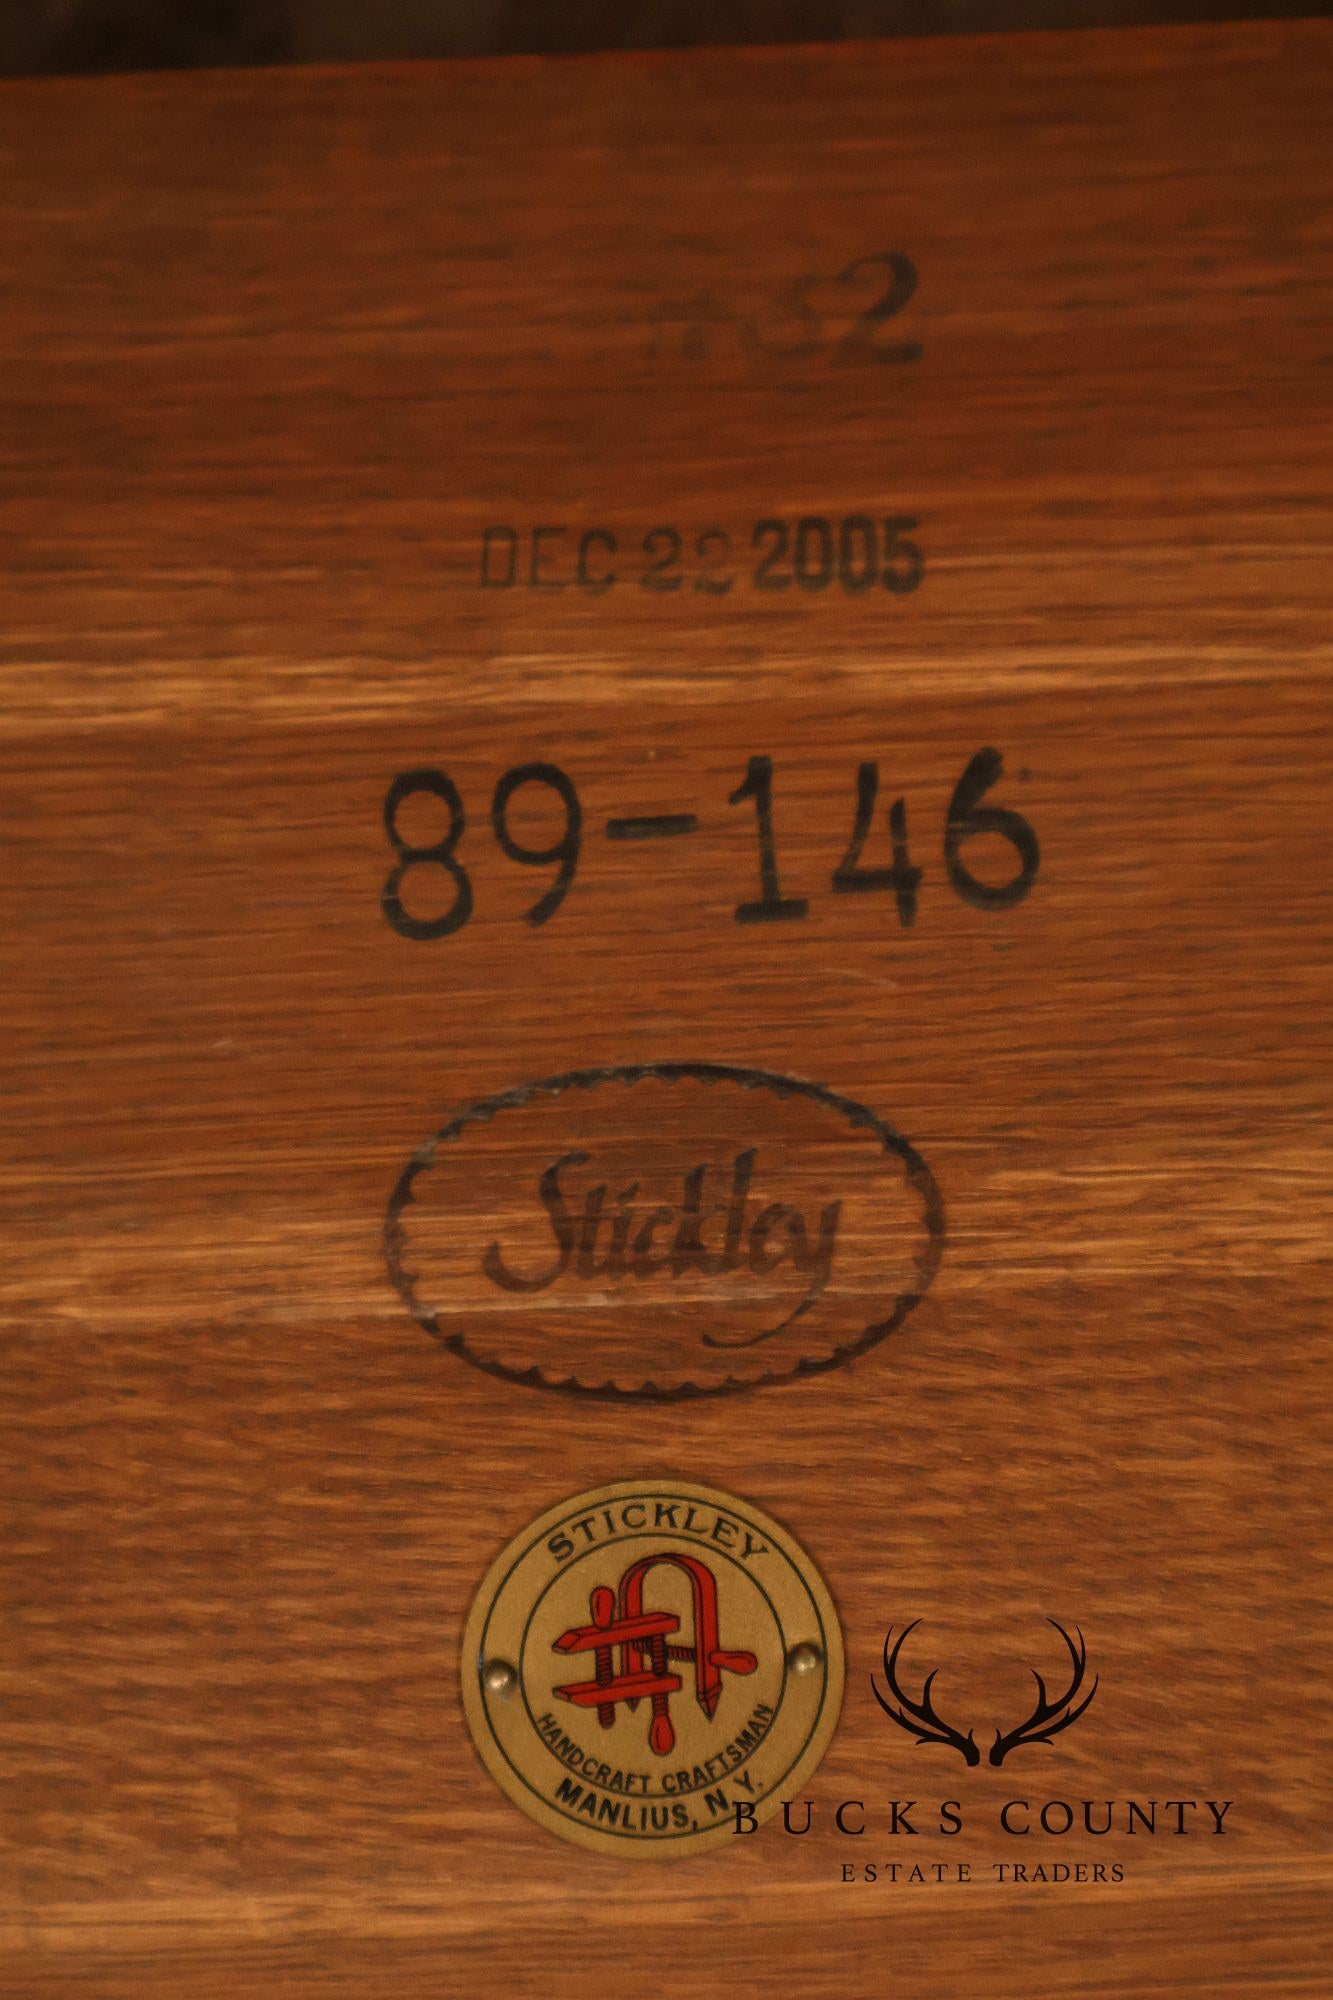 DEC 22 2005
89-146
Stickley
STICKLEY
HANDCRAFT CRAFTSMAN
MANLIUS, N.Y.
BUCKS COUNTY
ESTATE TRADERS